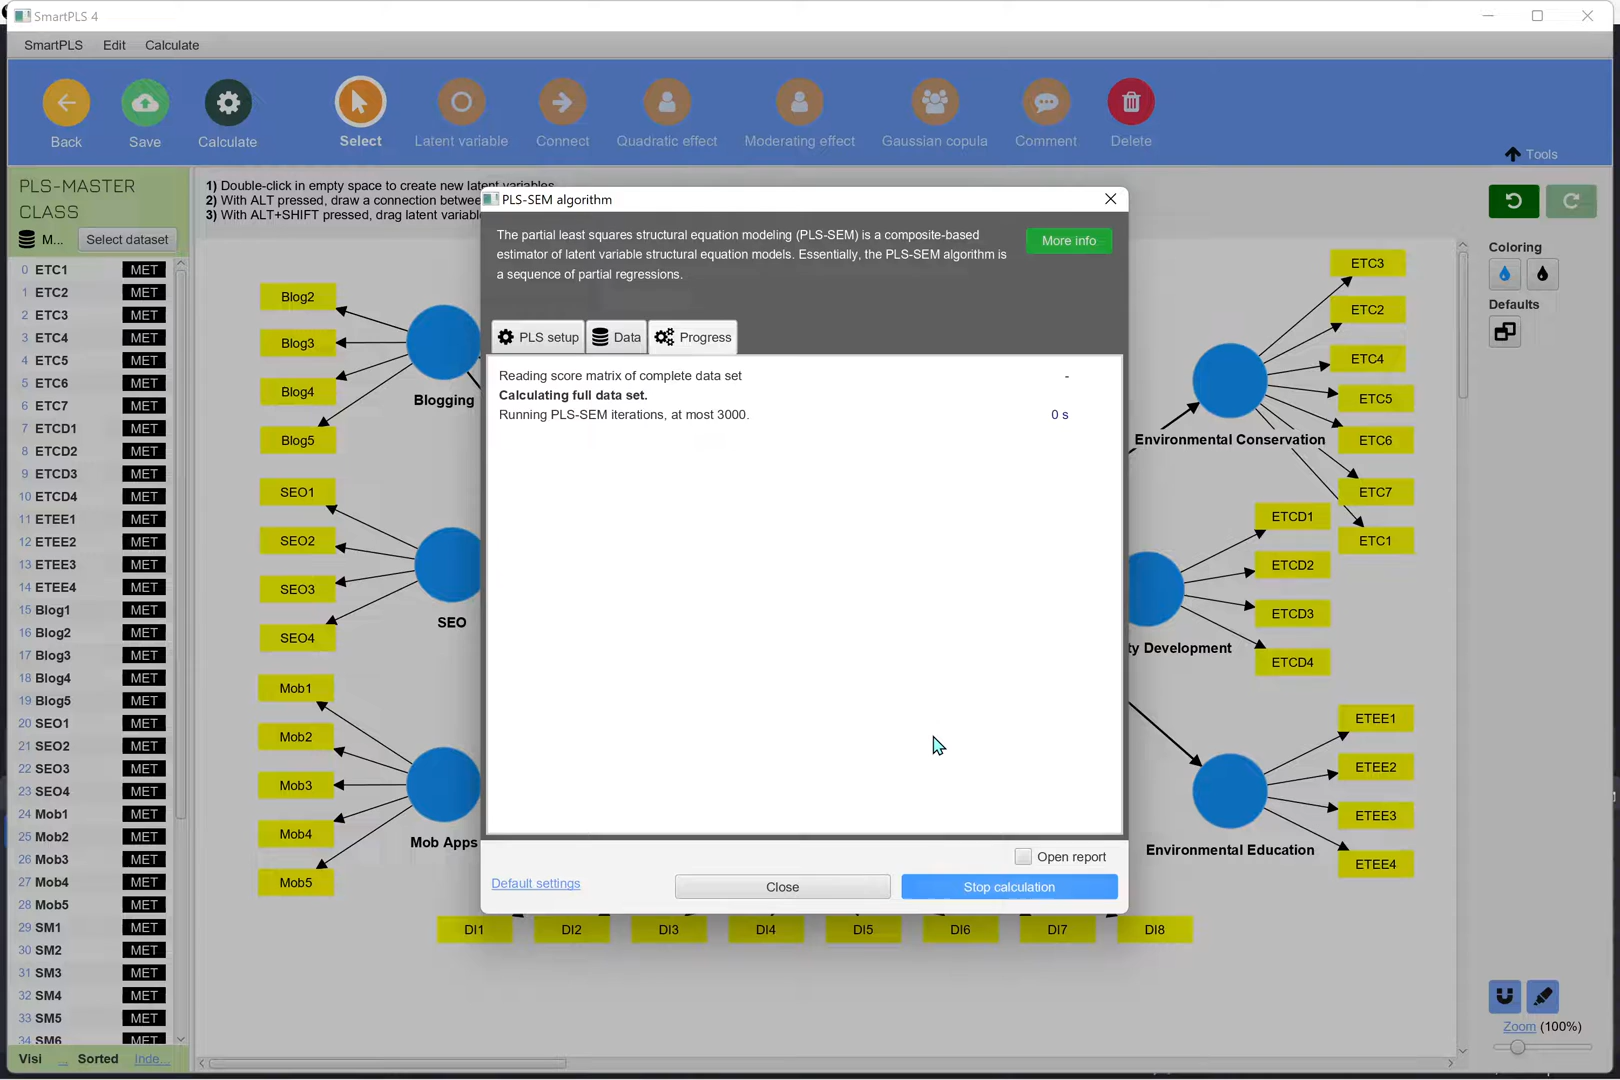 SmartPLS 4
SmartPLS Edit Calculate
Back Save Calculate Select Latent variable Connect Quadratic effect Moderating effect Gaussian copula Comment Delete
Tools
PLS-MASTER
CLASS
M... Select dataset
0 ETC1 MET
1 ETC2 MET
2 ETC3 MET
3 ETC4 MET
4 ETC5 MET
5 ETC6 MET
6 ETC7 MET
7 ETCD1 MET
8 ETCD2 MET
9 ETCD3 MET
10 ETCD4 MET
11 ETEE1 MET
12 ETEE2 MET
13 ETEE3 MET
14 ETEE4 MET
15 Blog1 MET
16 Blog2 MET
17 Blog3 MET
18 Blog4 MET
19 Blog5 MET
20 SEO1 MET
21 SEO2 MET
22 SEO3 MET
23 SEO4 MET
24 Mob1 MET
25 Mob2 MET
26 Mob3 MET
27 Mob4 MET
28 Mob5 MET
29 SM1 MET
30 SM2 MET
31 SM3 MET
32 SM4 MET
33 SM5 MET
34 SM6 MET
Visi ... Sorted Inde...
1) Double-click in empty space to create new latent variables.
2) With ALT pressed, draw a connection between
3) With ALT+SHIFT pressed, drag latent variabl
Blog2
Blog3
Blog4
Blog5
Blogging
SEO1
SEO2
SEO3
SEO4
SEO
Mob1
Mob2
Mob3
Mob4
Mob5
Mob Apps
PLS-SEM algorithm
The partial least squares structural equation modeling (PLS-SEM) is a composite-based
estimator of latent variable structural equation models. Essentially, the PLS-SEM algorithm is
a sequence of partial regressions.
More info
PLS setup Data Progress
Reading score matrix of complete data set -
Calculating full data set.
Running PLS-SEM iterations, at most 3000. 0 s
Open report
Default settings Close Stop calculation
DI1 DI2 DI3 DI4 DI5 DI6 DI7 DI8
ETC3
ETC2
ETC4
ETC5
ETC6
ETC7
ETC1
Environmental Conservation
ETCD1
ETCD2
ETCD3
ETCD4
ty Development
ETEE1
ETEE2
ETEE3
ETEE4
Environmental Education
Coloring
Defaults
Zoom (100%)